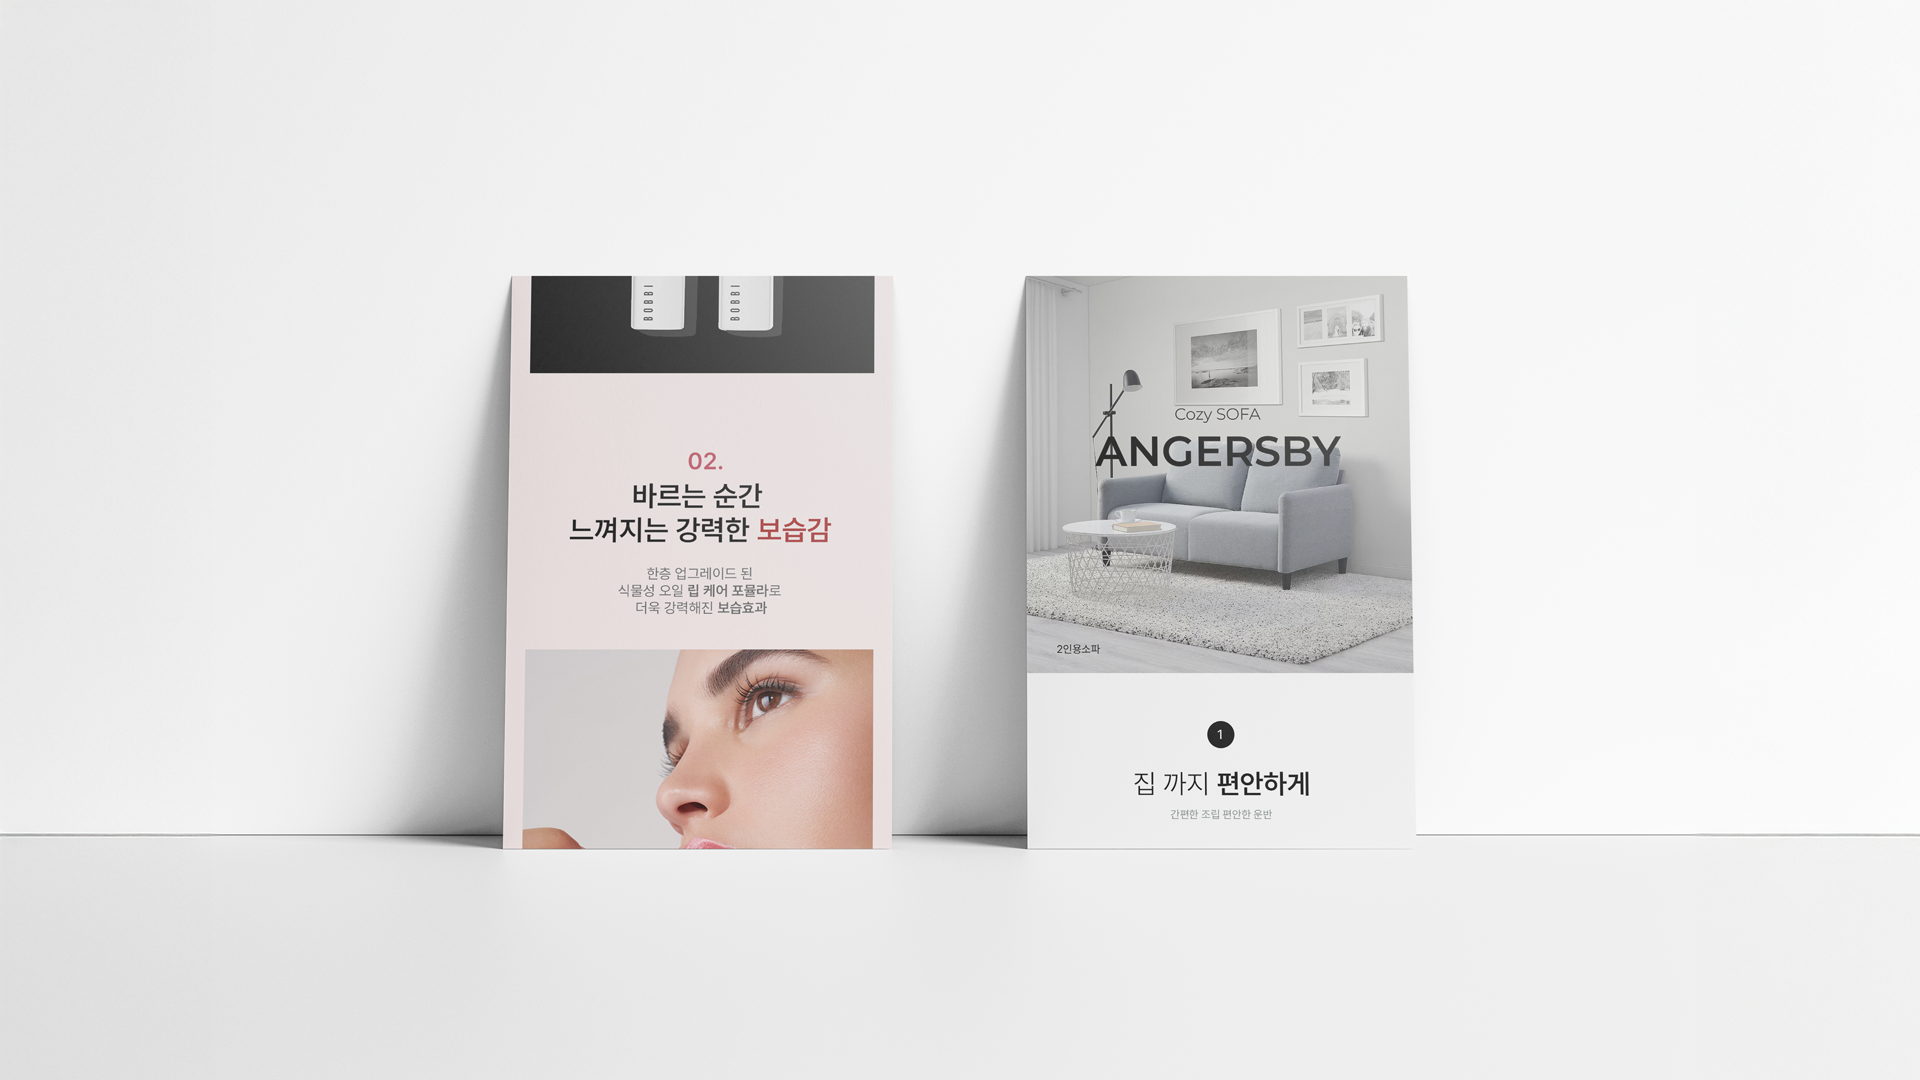 BOBBI
BOBBI
02.
바르는 순간
느껴지는 강력한 보습감
한층 업그레이드 된
식물성 오일 립 케어 포뮬라로
더욱 강력해진 보습효과
Cozy SOFA
ANGERSBY
2인용소파
1
집 까지 편안하게
간편한 조립 편안한 운반